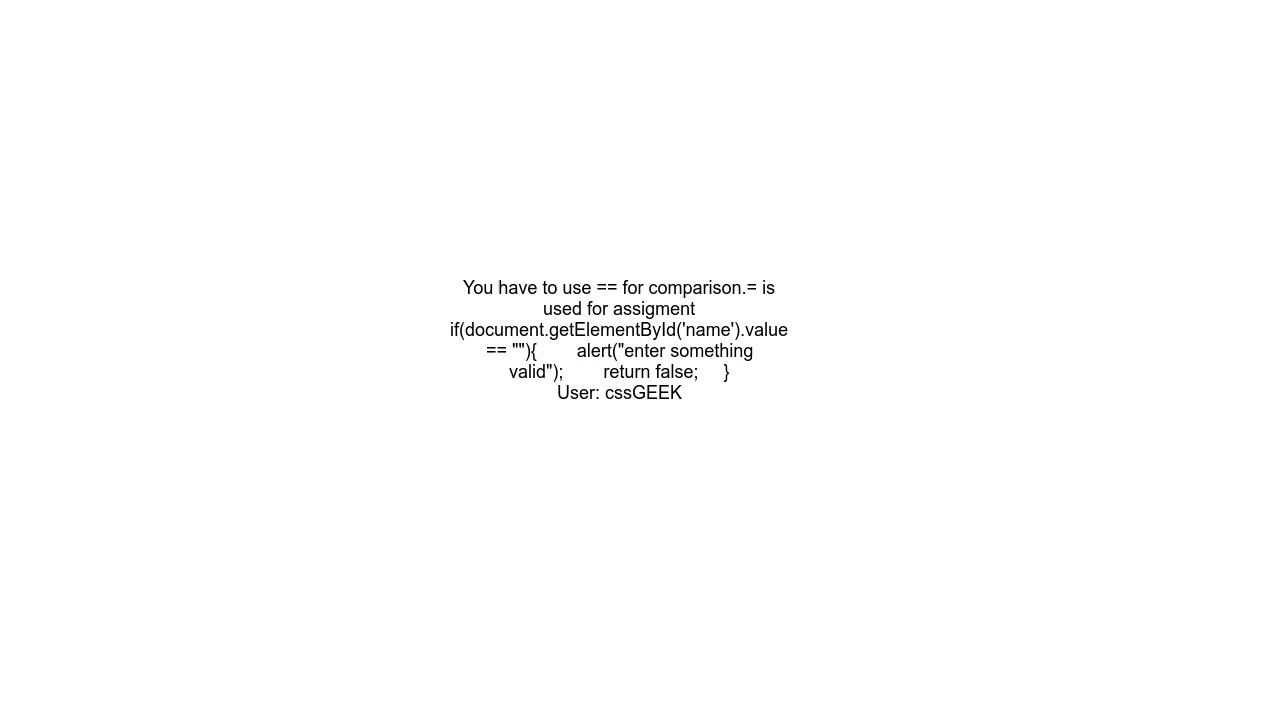 You have to use == for comparison.= is
used for assigment
if(document.getElementById('name').value
== ""){        alert("enter something
valid");        return false;     }
User: cssGEEK